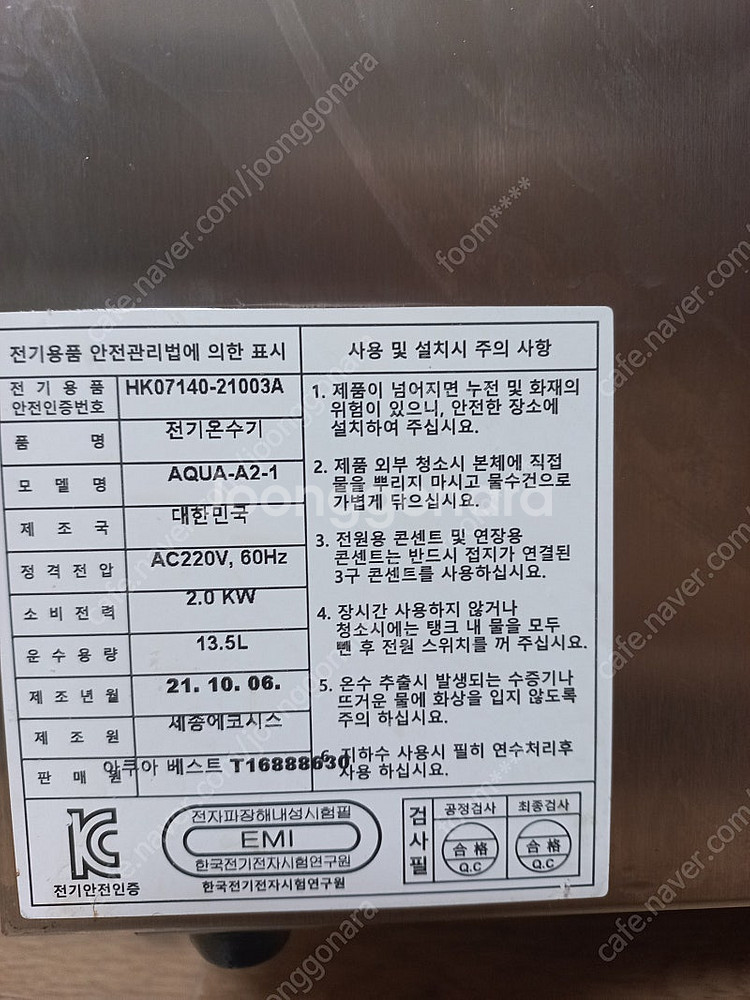 전기용품 안전관리법에 의한 표시
전기용품 안전인증번호 HK07140-21003A
품 명 전기온수기
모 델 명 AQUA-A2-1
제 조 국 대한민국
정격전압 AC220V, 60Hz
소비전력 2.0 KW
운수용량 13.5L
제조년월 21. 10. 06.
제 조 원 세종에코시스
판 매 원 아쿠아 베스트 T16888630
사용 및 설치시 주의 사항
1. 제품이 넘어지면 누전 및 화재의
위험이 있으니, 안전한 장소에
설치하여 주십시요.
2. 제품 외부 청소시 본체에 직접
물을 뿌리지 마시고 물수건으로
가볍게 닦으십시요.
3. 전원용 콘센트 및 연장용
콘센트는 반드시 접지가 연결된
3구 콘센트를 사용하십시요.
4. 장시간 사용하지 않거나
청소시에는 탱크 내 물을 모두
뺀 후 전원 스위치를 꺼 주십시요.
5. 온수 추출시 발생되는 수증기나
뜨거운 물에 화상을 입지 않도록
주의 하십시요.
6. 지하수 사용시 필히 연수처리후
사용 하십시요.
전기안전인증
전자파장해내성시험필
EMI
한국전기전자시험연구원
한국전기전자시험연구원
검사필
공정검사 최종검사
合格 合格
Q.C Q.C
joonggonara
cafe.naver.com/joonggonara
foom****